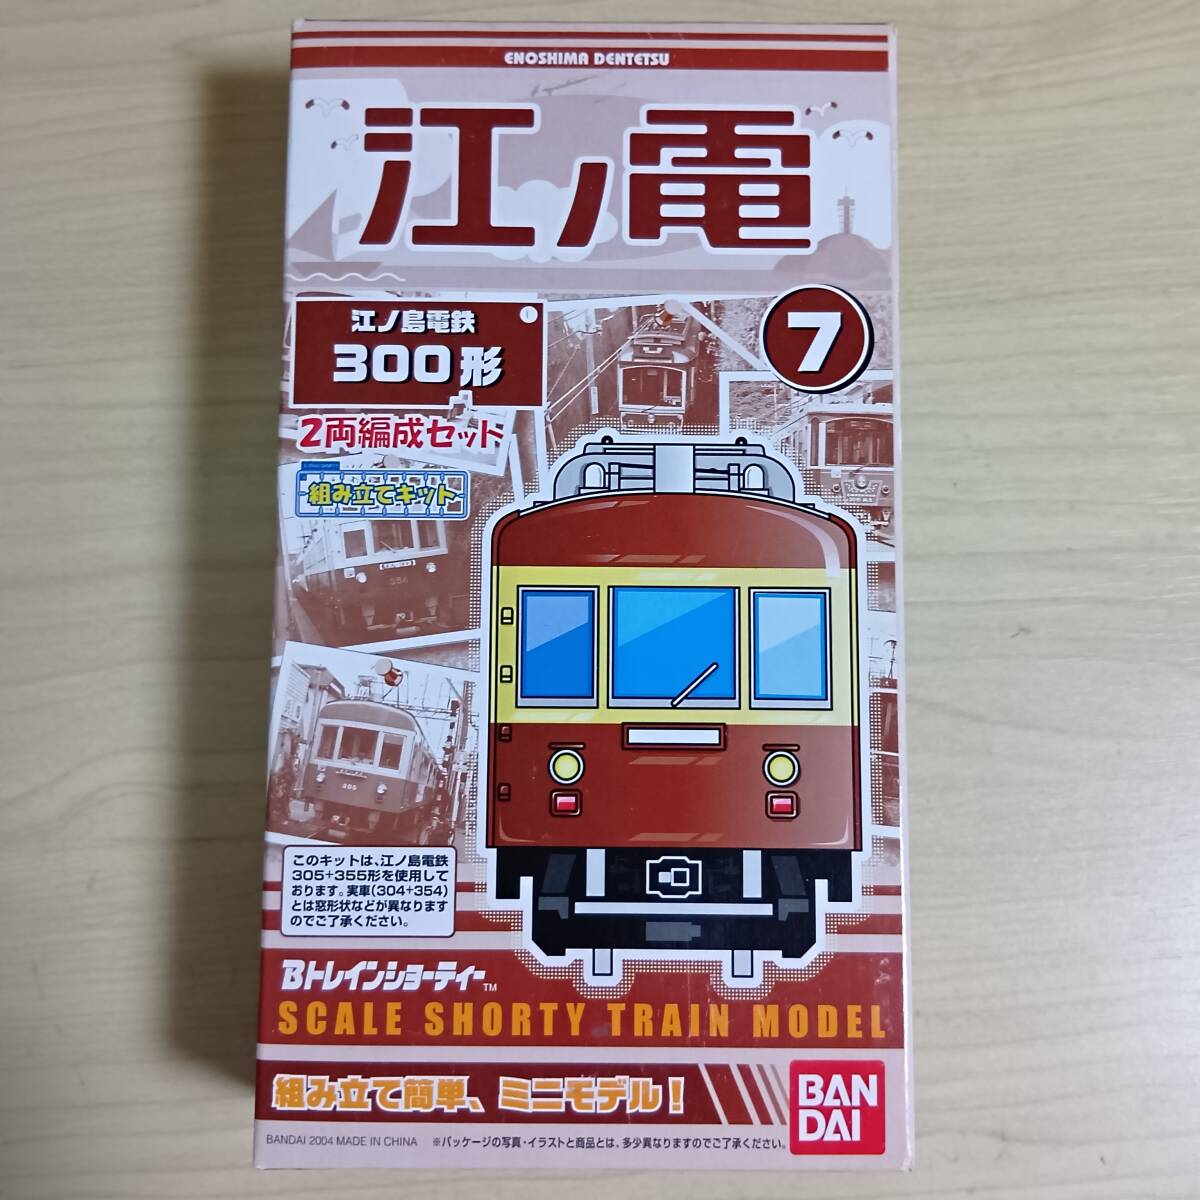 ENOSHIMA DENTETSU
江ノ電
江ノ島電鉄
300形
7
2両編成セット
組み立てキット
354
305
このキットは、江ノ島電鉄
305+355形を使用して
おります。実車(304+354)
とは窓形状などが異なります
のでご了承ください。
Bトレインショーティー™
SCALE SHORTY TRAIN MODEL
組み立て簡単、ミニモデル!
BAN
DAI
BANDAI 2004 MADE IN CHINA
※パッケージの写真・イラストと商品とは、多少異なりますのでご了承ください。